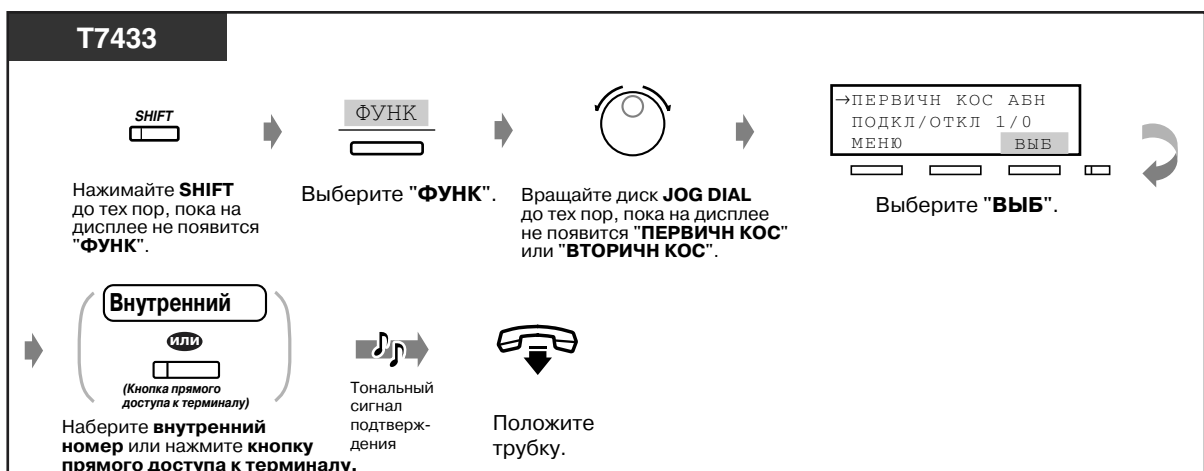 T7433
SHIFT
Нажимайте SHIFT
до тех пор, пока на
дисплее не появится
"ФУНК".
ФУНК
Выберите "ФУНК".
Вращайте диск JOG DIAL
до тех пор, пока на дисплее
не появится "ПЕРВИЧН КОС"
или "ВТОРИЧН КОС".
→ПЕРВИЧН КОС АБН
ПОДКЛ/ОТКЛ 1/0
МЕНЮ ВЫБ
Выберите "ВЫБ".
Внутренний
или
(Кнопка прямого
доступа к терминалу)
Наберите внутренний
номер или нажмите кнопку
прямого доступа к терминалу.
Тональный
сигнал
подтверж-
дения
Положите
трубку.